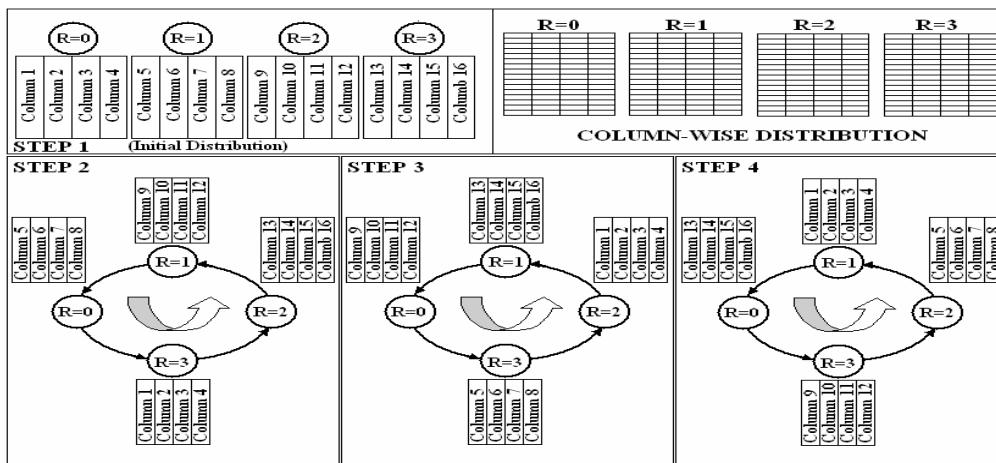 R=0
R=1
R=2
R=3
Column 1
Column 2
Column 3
Column 4
Column 5
Column 6
Column 7
Column 8
Column 9
Column 10
Column 11
Column 12
Column 13
Column 14
Column 15
Columb 16
STEP 1
(Initial Distribution)
R=0
R=1
R=2
R=3
COLUMN-WISE DISTRIBUTION
STEP 2
Column 9
Column 10
Column 11
Column 12
Column 5
Column 6
Column 7
Column 8
Column 13
Column 14
Column 15
Columb 16
R=1
R=0
R=2
R=3
Column 1
Column 2
Column 3
Column 4
STEP 3
Column 13
Column 14
Column 15
Columb 16
Column 9
Column 10
Column 11
Column 12
Column 1
Column 2
Column 3
Column 4
R=1
R=0
R=2
R=3
Column 5
Column 6
Column 7
Column 8
STEP 4
Column 1
Column 2
Column 3
Column 4
Column 13
Column 14
Column 15
Columb 16
Column 5
Column 6
Column 7
Column 8
R=1
R=0
R=2
R=3
Column 9
Column 10
Column 11
Column 12